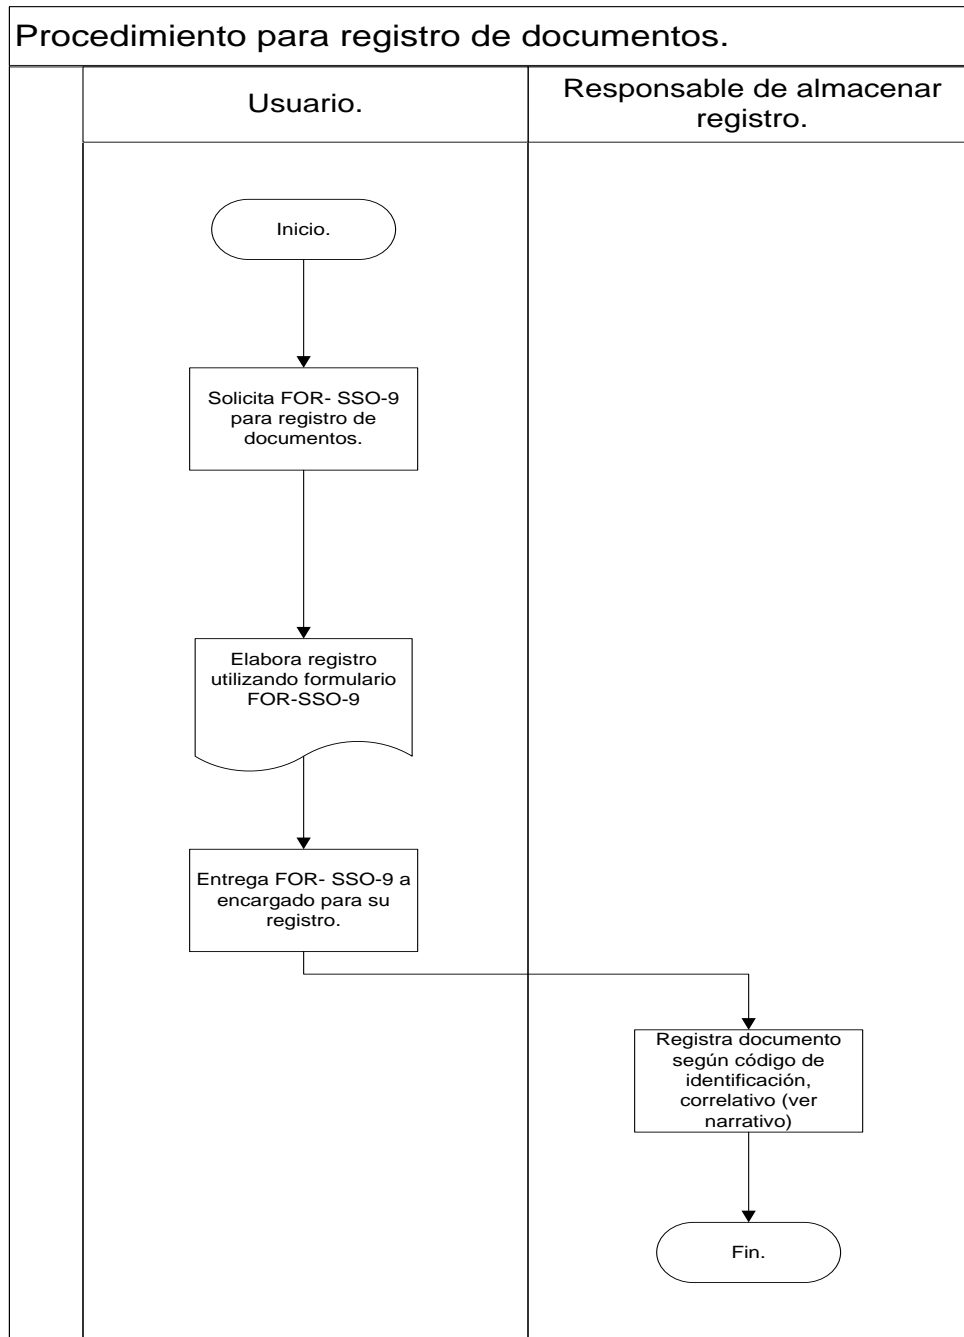 Procedimiento para registro de documentos.
Usuario.
Responsable de almacenar
registro.
Inicio.
Solicita FOR- SSO-9
para registro de
documentos.
Elabora registro
utilizando formulario
FOR-SSO-9
Entrega FOR- SSO-9 a
encargado para su
registro.
Registra documento
según código de
identificación,
correlativo (ver
narrativo)
Fin.